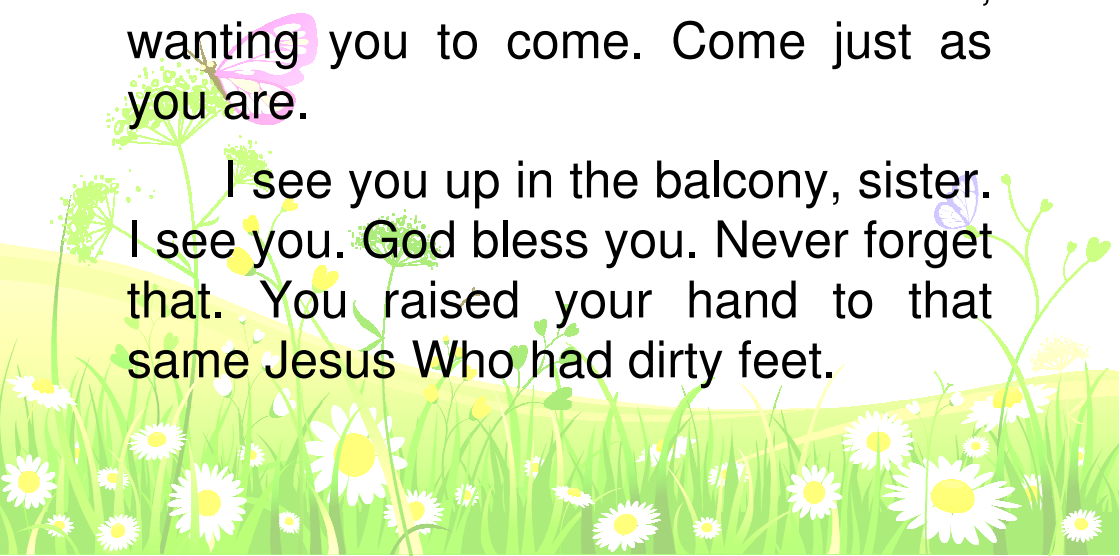 wanting you to come. Come just as
you are.
I see you up in the balcony, sister.
I see you. God bless you. Never forget
that. You raised your hand to that
same Jesus Who had dirty feet.